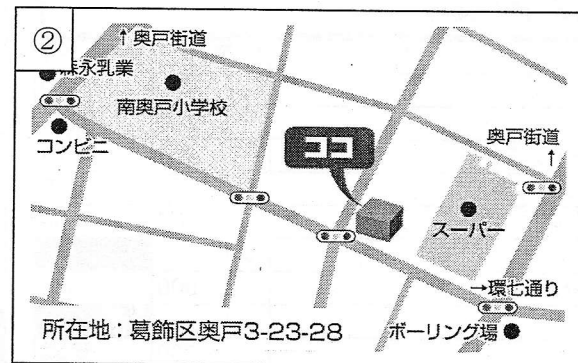 ②
↑奥戸街道
森永乳業
南奥戸小学校
コンビニ
ココ
奥戸街道
↑
スーパー
→環七通り
所在地：葛飾区奥戸3-23-28
ボーリング場